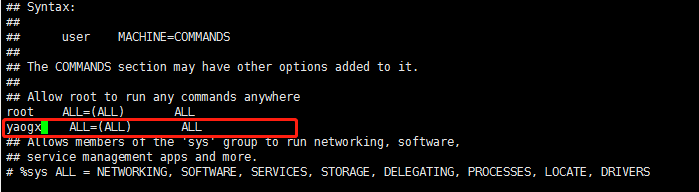 ## Syntax:
##
##      user    MACHINE=COMMANDS
##
## The COMMANDS section may have other options added to it.
##
## Allow root to run any commands anywhere
root    ALL=(ALL)       ALL
yaogx    ALL=(ALL)       ALL
## Allows members of the 'sys' group to run networking, software,
## service management apps and more.
# %sys ALL = NETWORKING, SOFTWARE, SERVICES, STORAGE, DELEGATING, PROCESSES, LOCATE, DRIVERS